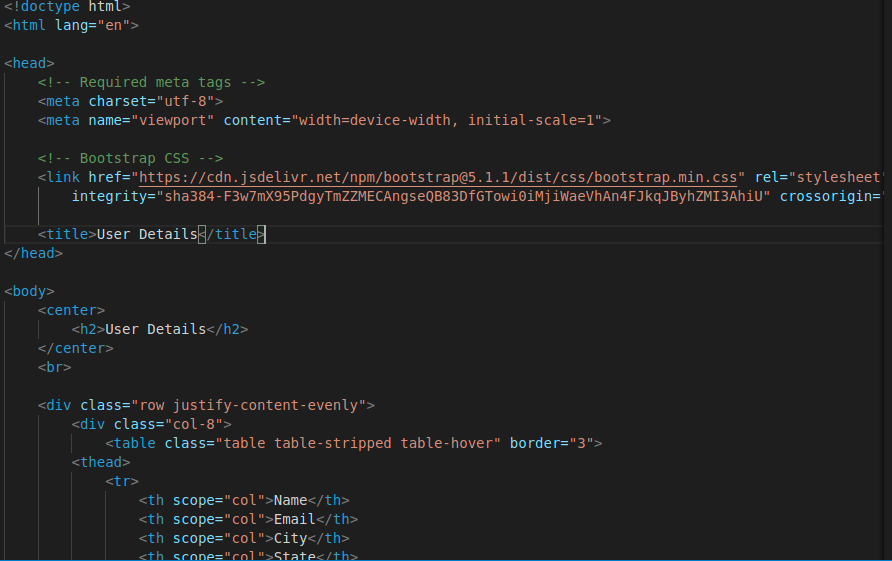 <!doctype html>
<html lang="en">
<head>
<!-- Required meta tags -->
<meta charset="utf-8">
<meta name="viewport" content="width=device-width, initial-scale=1">
<!-- Bootstrap CSS -->
<link href="https://cdn.jsdelivr.net/npm/bootstrap@5.1.1/dist/css/bootstrap.min.css" rel="stylesheet"
integrity="sha384-F3w7mX95PdgyTmZZMECAngseQB83DfGTowi0iMjiWaeVhAn4FJkqJByhZMI3AhiU" crossorigin=
<title>User Details</title>
</head>
<body>
<center>
<h2>User Details</h2>
</center>
<br>
<div class="row justify-content-evenly">
<div class="col-8">
<table class="table table-stripped table-hover" border="3">
<thead>
<tr>
<th scope="col">Name</th>
<th scope="col">Email</th>
<th scope="col">City</th>
<th scope="col">State</th>